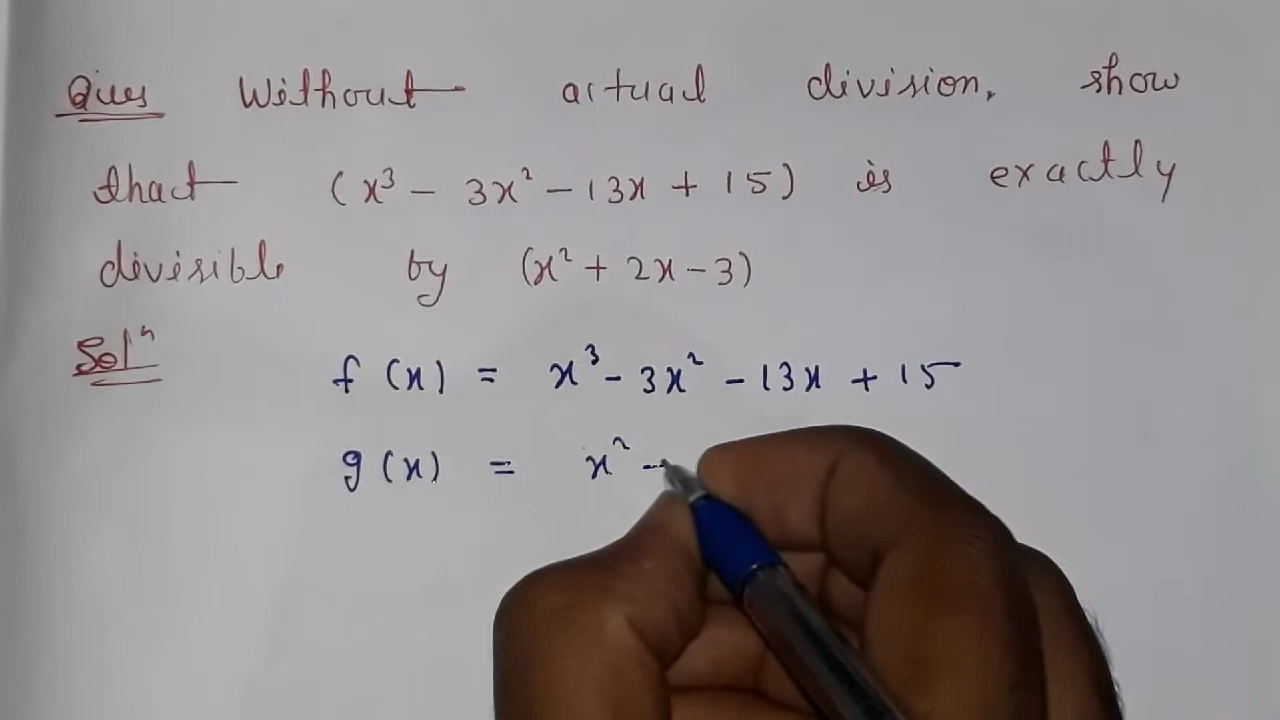 Ques Without actual division, show
that (x³ - 3x² - 13x + 15) is exactly
divisible by (x² + 2x - 3)
Solⁿ f(x) = x³ - 3x² - 13x + 15
g(x) = x² -